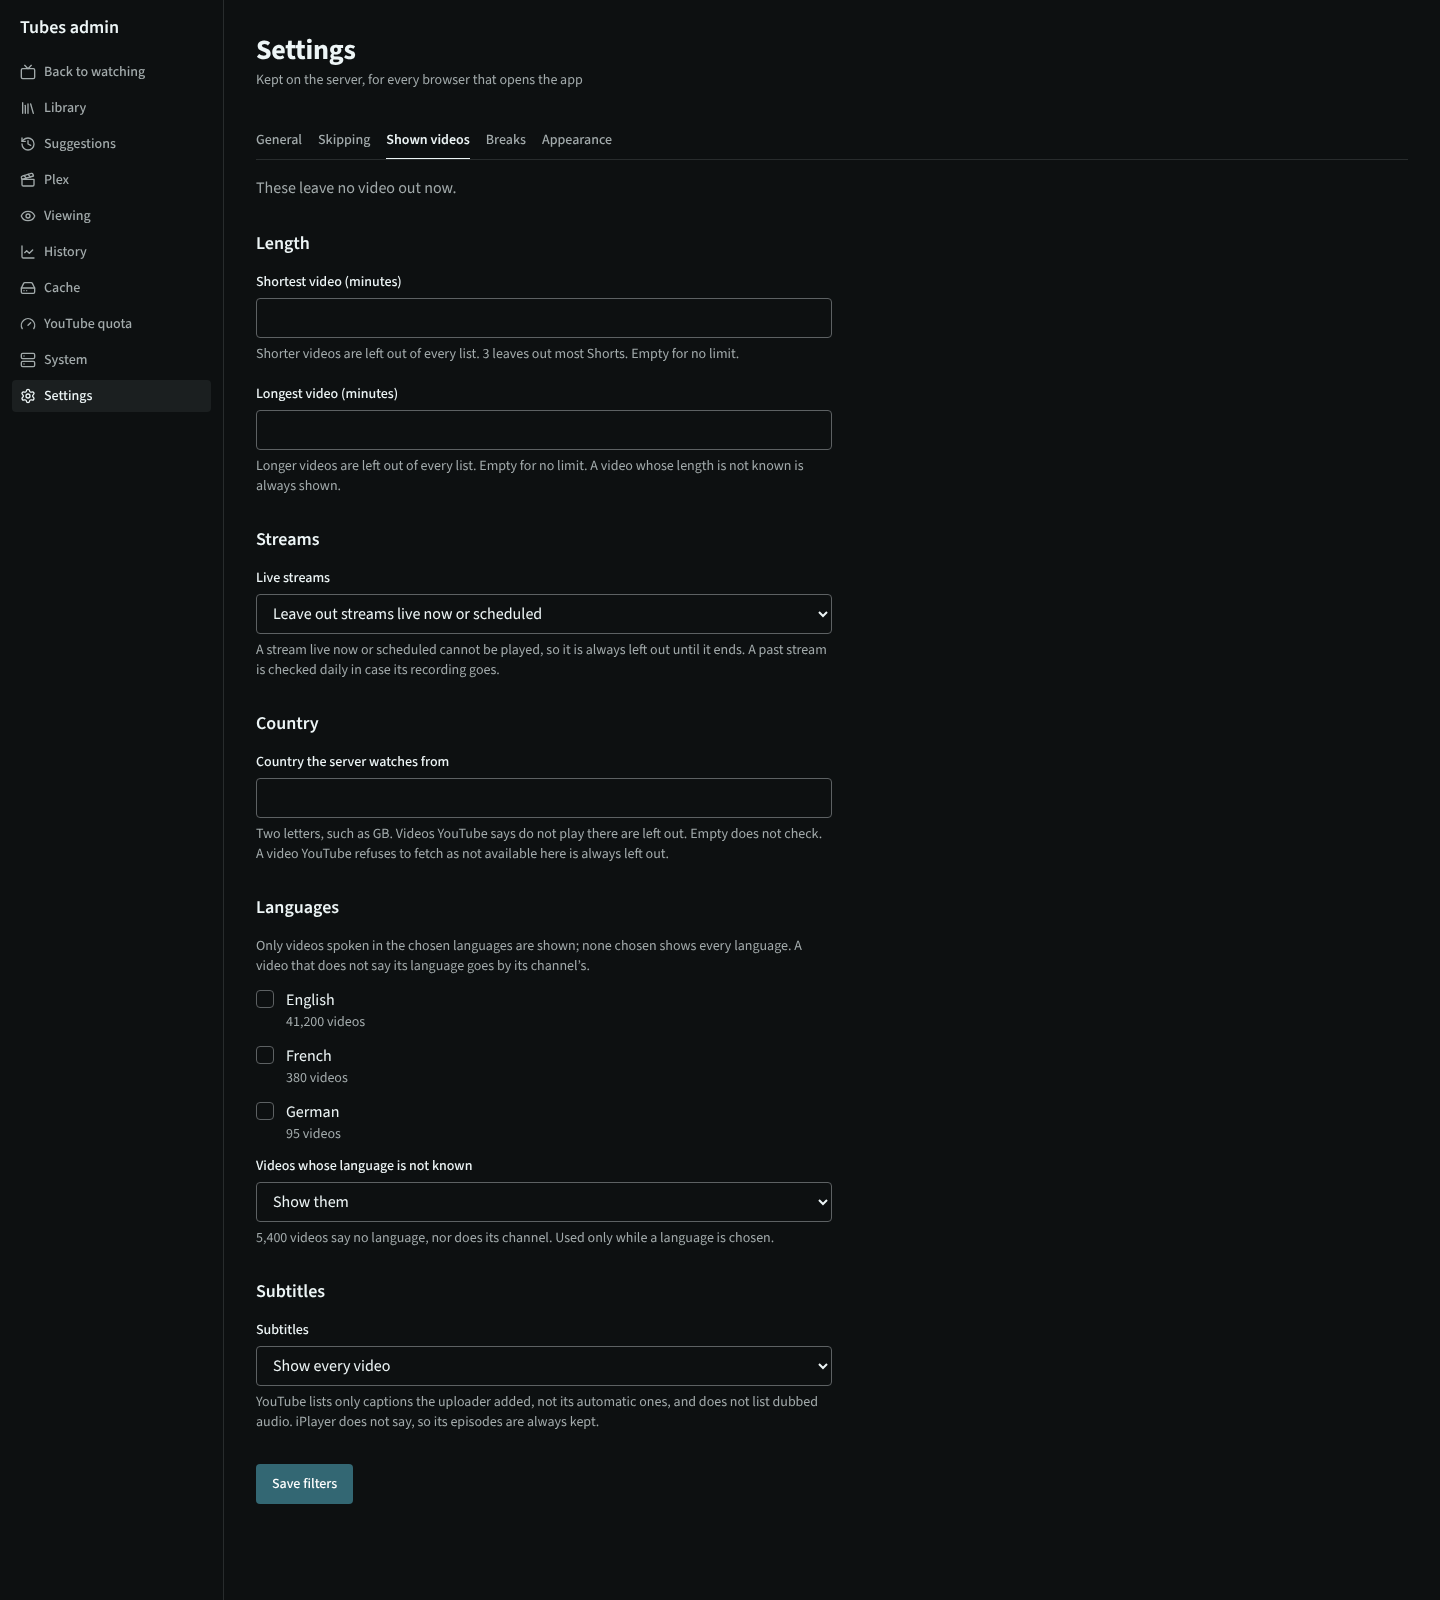 Tubes admin
Back to watching
Library
Suggestions
Plex
Viewing
History
Cache
YouTube quota
System
Settings
Settings
Kept on the server, for every browser that opens the app
General
Skipping
Shown videos
Breaks
Appearance
These leave no video out now.
Length
Shortest video (minutes)
Shorter videos are left out of every list. 3 leaves out most Shorts. Empty for no limit.
Longest video (minutes)
Longer videos are left out of every list. Empty for no limit. A video whose length is not known is
always shown.
Streams
Live streams
Leave out streams live now or scheduled
A stream live now or scheduled cannot be played, so it is always left out until it ends. A past stream
is checked daily in case its recording goes.
Country
Country the server watches from
Two letters, such as GB. Videos YouTube says do not play there are left out. Empty does not check.
A video YouTube refuses to fetch as not available here is always left out.
Languages
Only videos spoken in the chosen languages are shown; none chosen shows every language. A
video that does not say its language goes by its channel's.
English
41,200 videos
French
380 videos
German
95 videos
Videos whose language is not known
Show them
5,400 videos say no language, nor does its channel. Used only while a language is chosen.
Subtitles
Subtitles
Show every video
YouTube lists only captions the uploader added, not its automatic ones, and does not list dubbed
audio. iPlayer does not say, so its episodes are always kept.
Save filters